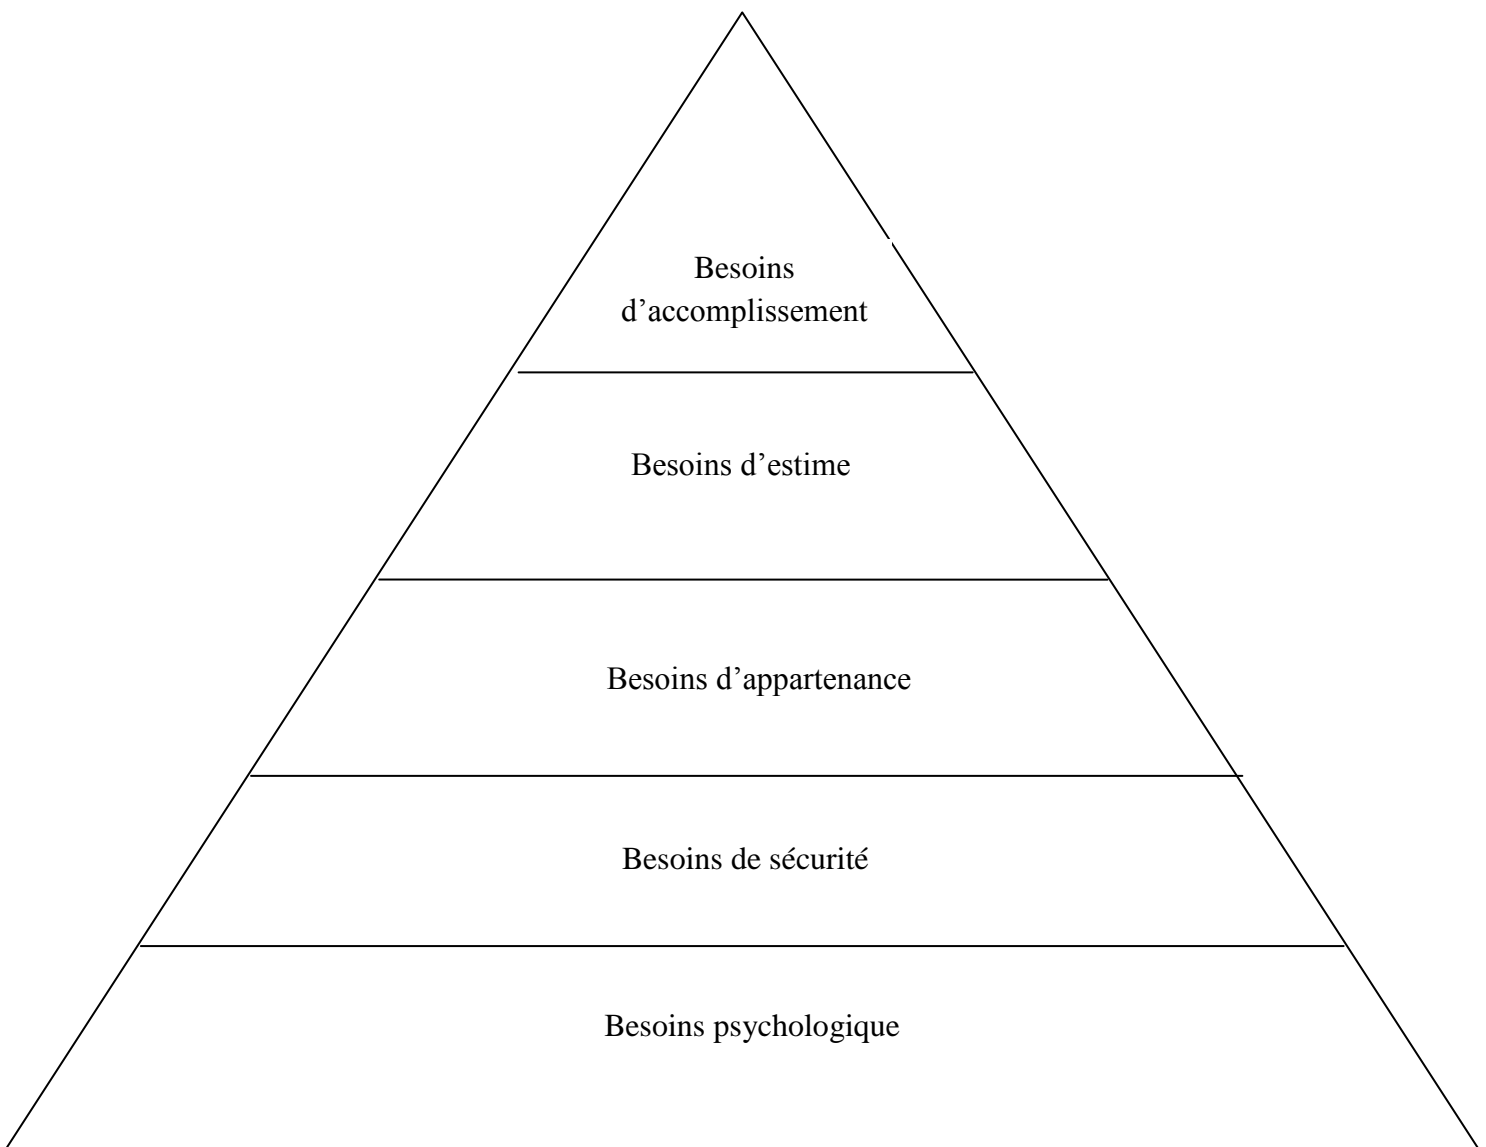 Besoins
d’accomplissement
Besoins d’estime
Besoins d’appartenance
Besoins de sécurité
Besoins psychologique